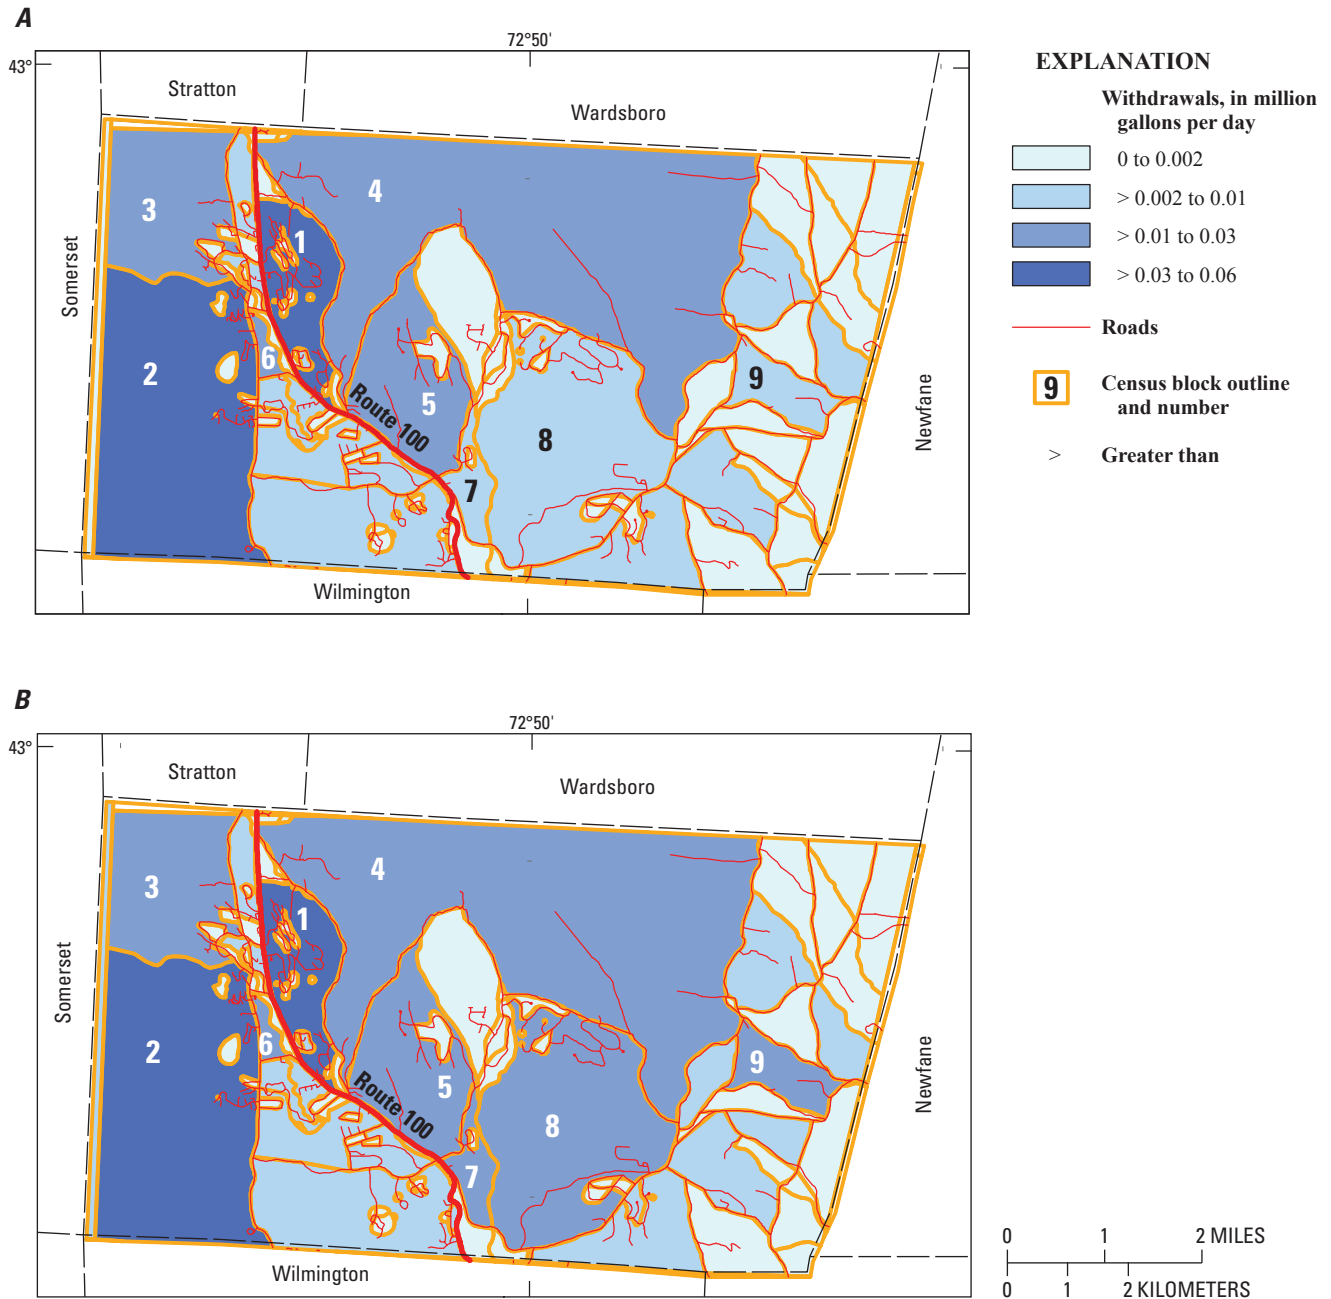 A
72°50'
43°
Stratton
Wardsboro
Somerset
Newfane
Wilmington
3
4
1
2
6
5
9
8
7
Route 100
EXPLANATION
Withdrawals, in million
gallons per day
0 to 0.002
> 0.002 to 0.01
> 0.01 to 0.03
> 0.03 to 0.06
Roads
9
Census block outline
and number
> Greater than
B
72°50'
43°
Stratton
Wardsboro
Somerset
Newfane
Wilmington
3
4
1
2
6
5
9
8
7
Route 100
0 1 2 MILES
0 1 2 KILOMETERS